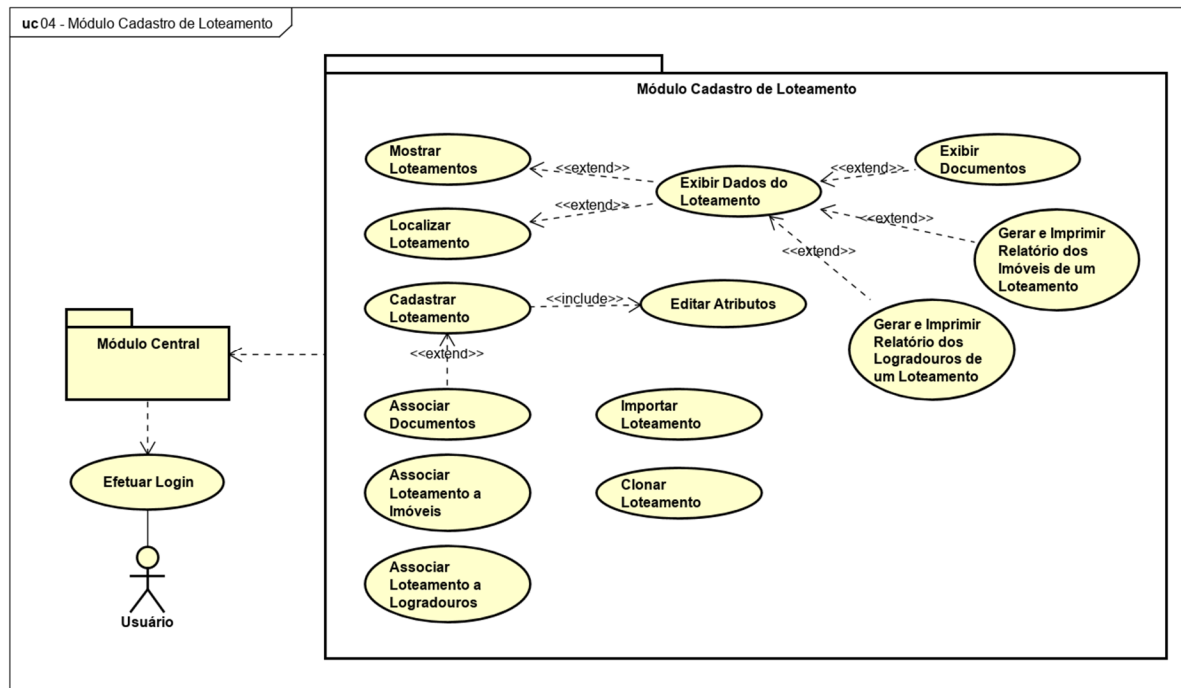 uc 04 - Módulo Cadastro de Loteamento
Módulo Cadastro de Loteamento
Mostrar
Loteamentos
<<extend>>
Exibir Dados do
Loteamento
<<extend>>
Exibir
Documentos
Localizar
Loteamento
<<extend>>
<<extend>>
Gerar e Imprimir
Relatório dos
Imóveis de um
Loteamento
<<extend>>
Cadastrar
Loteamento
<<include>>
Editar Atributos
Gerar e Imprimir
Relatório dos
Logradouros de
um Loteamento
<<extend>>
Módulo Central
Associar
Documentos
Importar
Loteamento
Efetuar Login
Associar
Loteamento a
Imóveis
Clonar
Loteamento
Associar
Loteamento a
Logradouros
Usuário